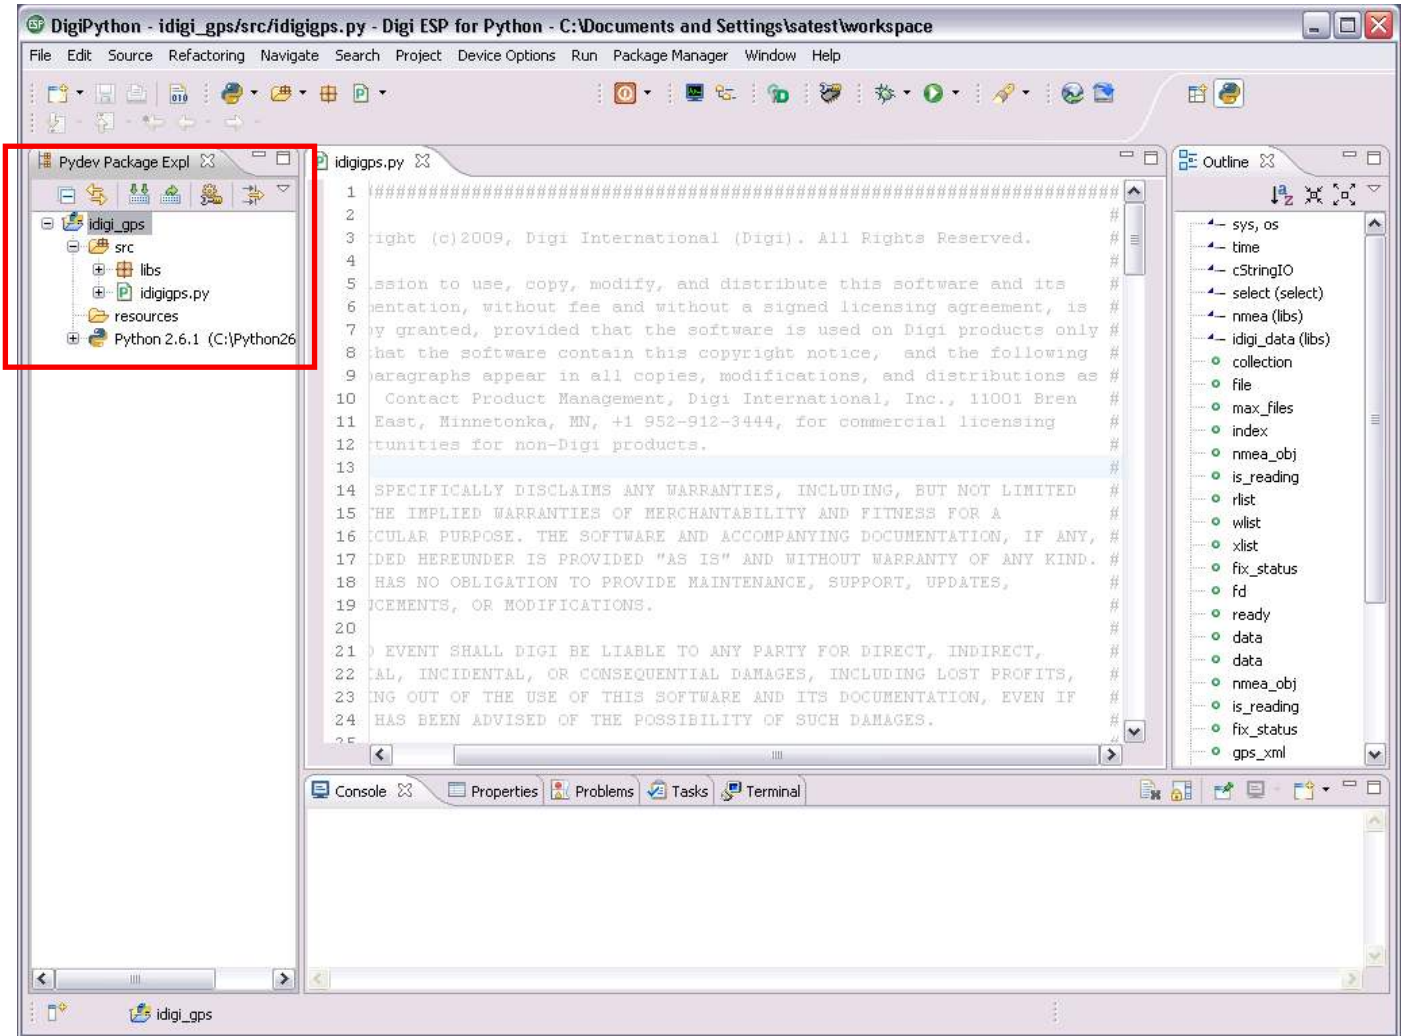 DigiPython - idigi_gps/src/idigigps.py - Digi ESP for Python - C:\Documents and Settings\satest\workspace
File Edit Source Refactoring Navigate Search Project Device Options Run Package Manager Window Help
Pydev Package Expl
idigi_gps
src
libs
idigigps.py
resources
Python 2.6.1 (C:\Python26
idigigps.py
1 ################################################################################
2 #
3 right (c)2009, Digi International (Digi). All Rights Reserved. #
4 #
5 ission to use, copy, modify, and distribute this software and its #
6 mentation, without fee and without a signed licensing agreement, is #
7 by granted, provided that the software is used on Digi products only #
8 that the software contain this copyright notice, and the following #
9 paragraphs appear in all copies, modifications, and distributions as #
10 Contact Product Management, Digi International, Inc., 11001 Bren #
11 East, Minnetonka, MN, +1 952-912-3444, for commercial licensing #
12 tunities for non-Digi products. #
13 #
14 SPECIFICALLY DISCLAIMS ANY WARRANTIES, INCLUDING, BUT NOT LIMITED #
15 THE IMPLIED WARRANTIES OF MERCHANTABILITY AND FITNESS FOR A #
16 ICULAR PURPOSE. THE SOFTWARE AND ACCOMPANYING DOCUMENTATION, IF ANY, #
17 IDED HEREUNDER IS PROVIDED "AS IS" AND WITHOUT WARRANTY OF ANY KIND. #
18 HAS NO OBLIGATION TO PROVIDE MAINTENANCE, SUPPORT, UPDATES, #
19 NCEMENTS, OR MODIFICATIONS. #
20 #
21 O EVENT SHALL DIGI BE LIABLE TO ANY PARTY FOR DIRECT, INDIRECT, #
22 IAL, INCIDENTAL, OR CONSEQUENTIAL DAMAGES, INCLUDING LOST PROFITS, #
23 ING OUT OF THE USE OF THIS SOFTWARE AND ITS DOCUMENTATION, EVEN IF #
24 HAS BEEN ADVISED OF THE POSSIBILITY OF SUCH DAMAGES. #
25 #
Outline
sys, os
time
cStringIO
select (select)
nmea (libs)
idigi_data (libs)
collection
file
max_files
index
nmea_obj
is_reading
rlist
wlist
xlist
fix_status
fd
ready
data
data
nmea_obj
is_reading
fix_status
gps_xml
Console Properties Problems Tasks Terminal
idigi_gps